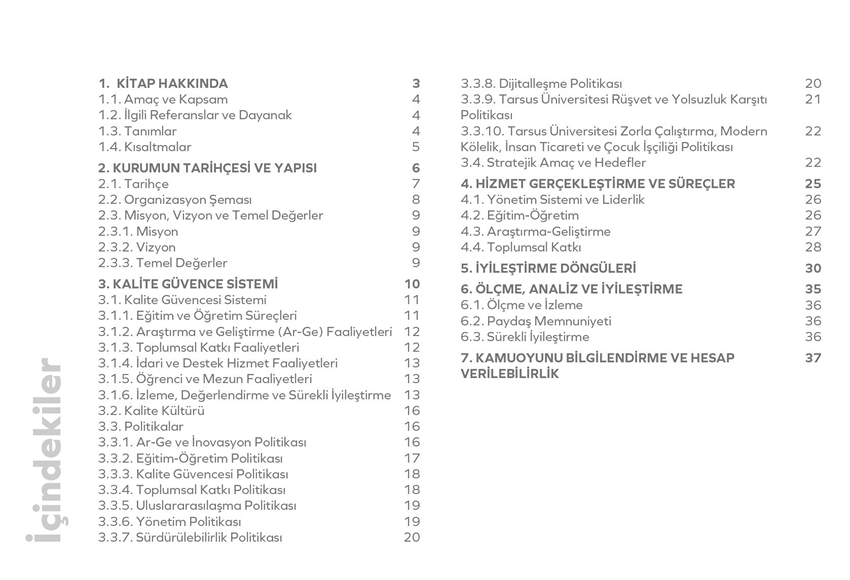 İçindekiler
1. KİTAP HAKKINDA 3
1.1. Amaç ve Kapsam 4
1.2. İlgili Referanslar ve Dayanak 4
1.3. Tanımlar 4
1.4. Kısaltmalar 5
2. KURUMUN TARİHÇESİ VE YAPISI 6
2.1. Tarihçe 7
2.2. Organizasyon Şeması 8
2.3. Misyon, Vizyon ve Temel Değerler 9
2.3.1. Misyon 9
2.3.2. Vizyon 9
2.3.3. Temel Değerler 9
3. KALİTE GÜVENCE SİSTEMİ 10
3.1. Kalite Güvencesi Sistemi 11
3.1.1. Eğitim ve Öğretim Süreçleri 11
3.1.2. Araştırma ve Geliştirme (Ar-Ge) Faaliyetleri 12
3.1.3. Toplumsal Katkı Faaliyetleri 12
3.1.4. İdari ve Destek Hizmet Faaliyetleri 13
3.1.5. Öğrenci ve Mezun Faaliyetleri 13
3.1.6. İzleme, Değerlendirme ve Sürekli İyileştirme 13
3.2. Kalite Kültürü 16
3.3. Politikalar 16
3.3.1. Ar-Ge ve İnovasyon Politikası 16
3.3.2. Eğitim-Öğretim Politikası 17
3.3.3. Kalite Güvencesi Politikası 18
3.3.4. Toplumsal Katkı Politikası 18
3.3.5. Uluslararasılaşma Politikası 19
3.3.6. Yönetim Politikası 19
3.3.7. Sürdürülebilirlik Politikası 20
3.3.8. Dijitalleşme Politikası 20
3.3.9. Tarsus Üniversitesi Rüşvet ve Yolsuzluk Karşıtı 21
Politikası
3.3.10. Tarsus Üniversitesi Zorla Çalıştırma, Modern 22
Kölelik, İnsan Ticareti ve Çocuk İşçiliği Politikası
3.4. Stratejik Amaç ve Hedefler 22
4. HİZMET GERÇEKLEŞTİRME VE SÜREÇLER 25
4.1. Yönetim Sistemi ve Liderlik 26
4.2. Eğitim-Öğretim 26
4.3. Araştırma-Geliştirme 27
4.4. Toplumsal Katkı 28
5. İYİLEŞTİRME DÖNGÜLERİ 30
6. ÖLÇME, ANALİZ VE İYİLEŞTİRME 35
6.1. Ölçme ve İzleme 36
6.2. Paydaş Memnuniyeti 36
6.3. Sürekli İyileştirme 36
7. KAMUOYUNU BİLGİLENDİRME VE HESAP 37
VERİLEBİLİRLİK